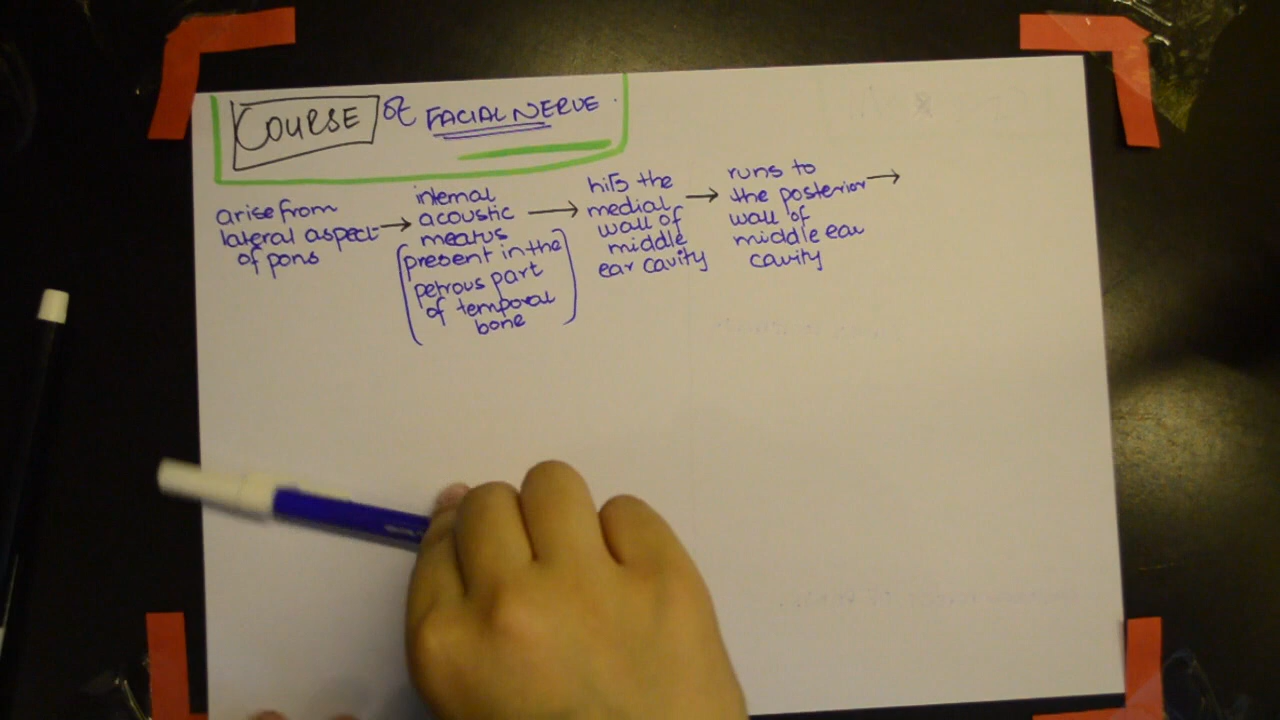 COURSE of FACIAL NERVE
arise from
lateral aspect
of pons
→
internal
acoustic
meatus
(present in the
petrous part
of temporal
bone)
→
hits the
medial
wall of
middle
ear cavity
→
runs to
the posterior
wall of
middle ear
cavity
→